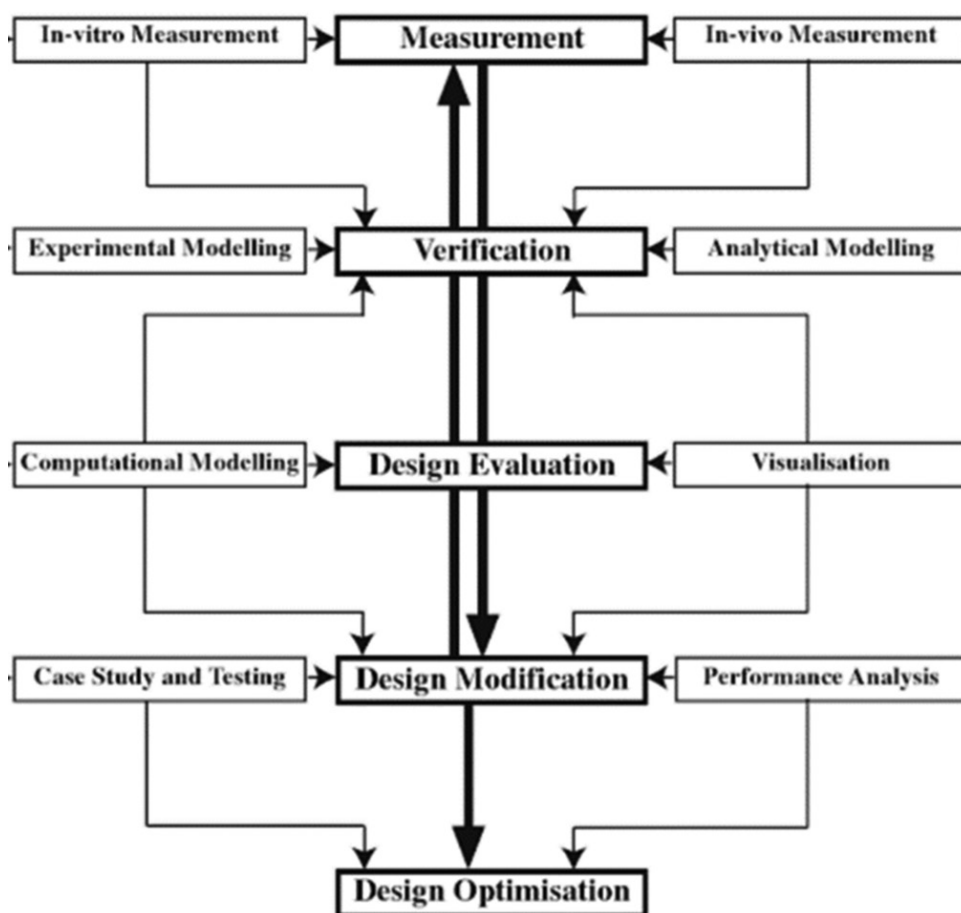 In-vitro Measurement
Measurement
In-vivo Measurement
Experimental Modelling
Verification
Analytical Modelling
Computational Modelling
Design Evaluation
Visualisation
Case Study and Testing
Design Modification
Performance Analysis
Design Optimisation